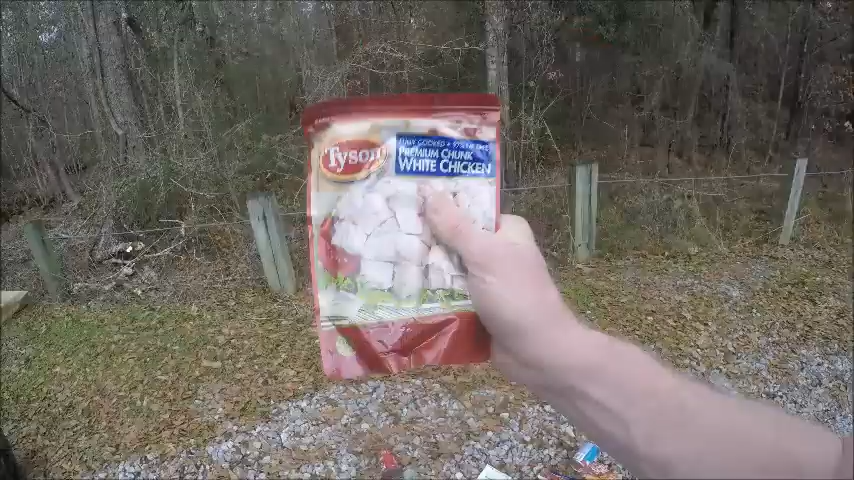 Tyson
FULLY COOKED • 97% FAT FREE
PREMIUM CHUNK
WHITE CHICKEN